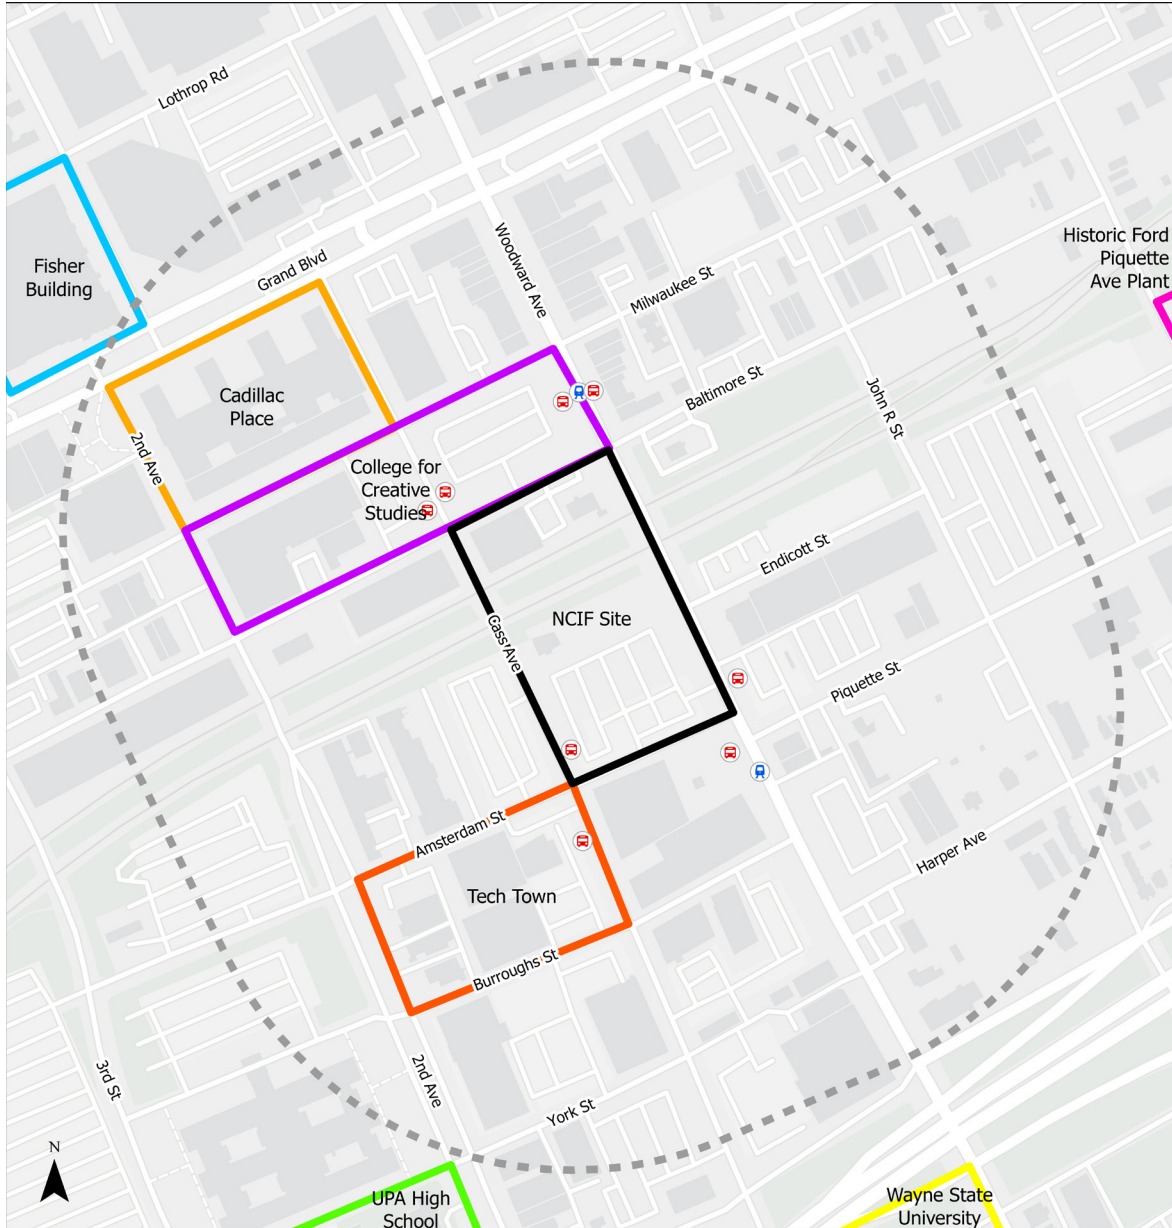 Lothrop Rd
Woodward Ave
Historic Ford
Piquette
Ave Plant
Grand Blvd
Fisher
Building
Milwaukee St
Cadillac
Place
Baltimore St
John R St
2nd Ave
College for
Creative
Studies
Endicott St
NCIF Site
Cass Ave
Piquette St
Amsterdam St
Harper Ave
Tech Town
Burroughs St
3rd St
2nd Ave
York St
N
UPA High
School
Wayne State
University